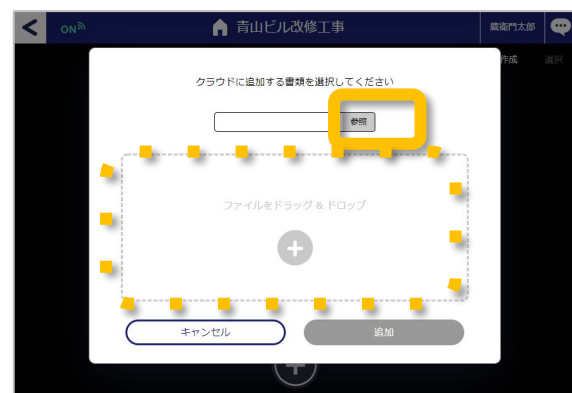 ON
青山ビル改修工事
蔵衛門太郎
作成
選択
クラウドに追加する書類を選択してください
参照
ファイルをドラッグ & ドロップ
キャンセル
追加